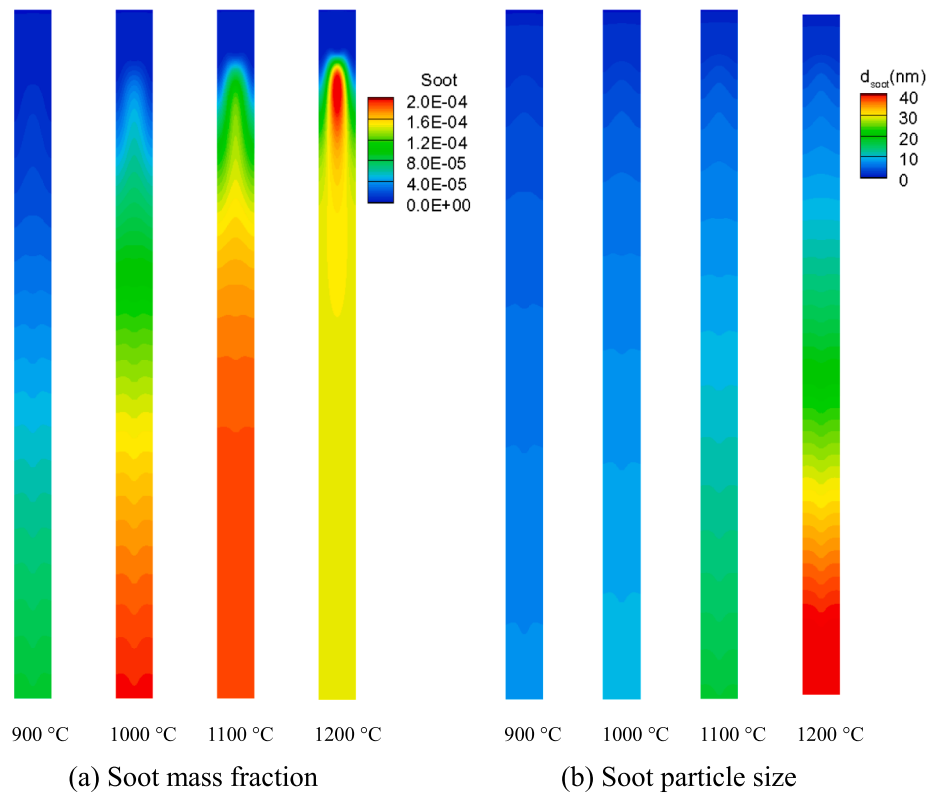 Soot
2.0E-04
1.6E-04
1.2E-04
8.0E-05
4.0E-05
0.0E+00
d_soot(nm)
40
30
20
10
0
900 °C 1000 °C 1100 °C 1200 °C 900 °C 1000 °C 1100 °C 1200 °C
(a) Soot mass fraction (b) Soot particle size